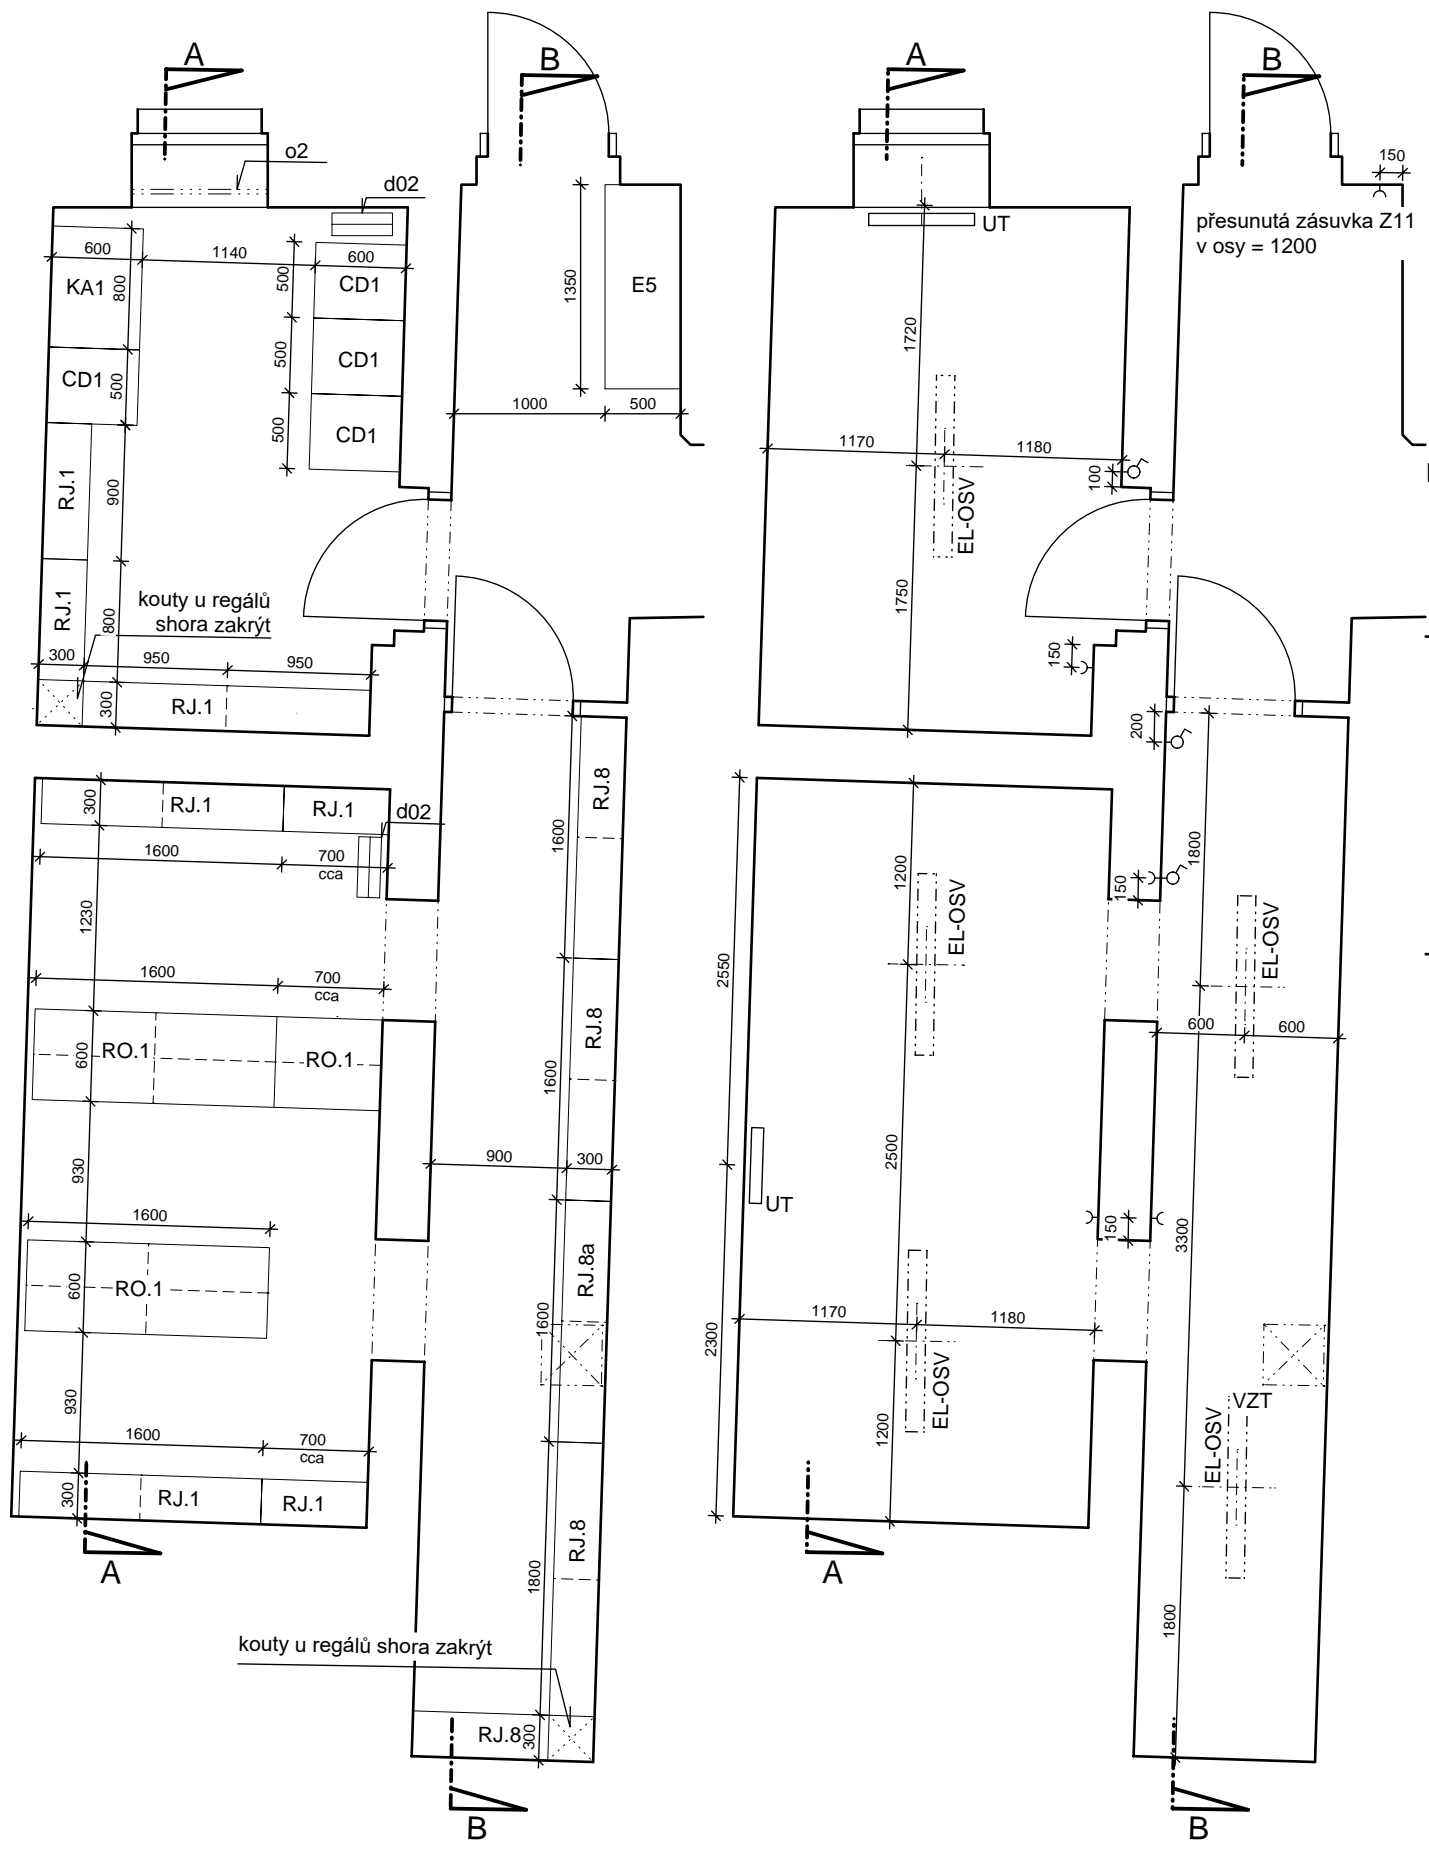 A
B
o2
d02
600
1140
600
KA1
800
500
CD1
1350
E5
CD1
500
500
CD1
1000
500
500
CD1
RJ.1
900
kouty u regálů
shora zakrýt
RJ.1
800
300
950
950
300
RJ.1
300
RJ.1
RJ.1
d02
RJ.8
1600
1600
700
cca
1230
1600
700
cca
RJ.8
600
RO.1
RO.1
1600
930
900
300
1600
RJ.8a
600
RO.1
1600
930
1600
700
cca
300
RJ.1
RJ.1
RJ.8
1800
A
kouty u regálů shora zakrýt
RJ.8
300
B
A
B
150
UT
přesunutá zásuvka Z11
v osy = 1200
1720
1170
1180
100
EL-OSV
1750
150
200
1200
1800
EL-OSV
150
EL-OSV
2550
600
600
2500
UT
150
3300
1170
1180
2300
EL-OSV
VZT
EL-OSV
1200
A
1800
B